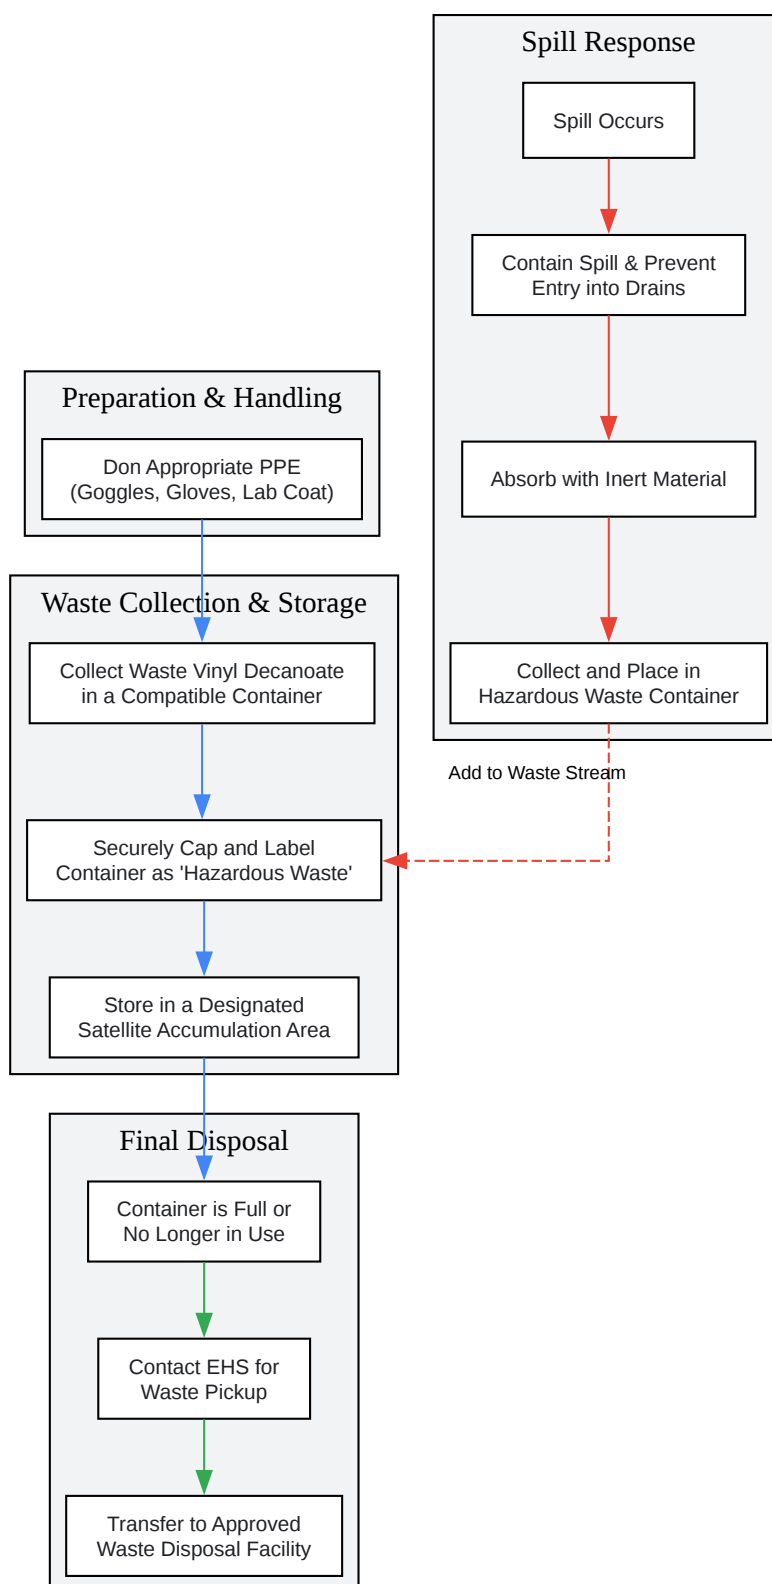 Spill Response
Spill Occurs
Contain Spill & Prevent
Entry into Drains
Absorb with Inert Material
Collect and Place in
Hazardous Waste Container
Add to Waste Stream
Preparation & Handling
Don Appropriate PPE
(Goggles, Gloves, Lab Coat)
Waste Collection & Storage
Collect Waste Vinyl Decanoate
in a Compatible Container
Securely Cap and Label
Container as 'Hazardous Waste'
Store in a Designated
Satellite Accumulation Area
Final Disposal
Container is Full or
No Longer in Use
Contact EHS for
Waste Pickup
Transfer to Approved
Waste Disposal Facility